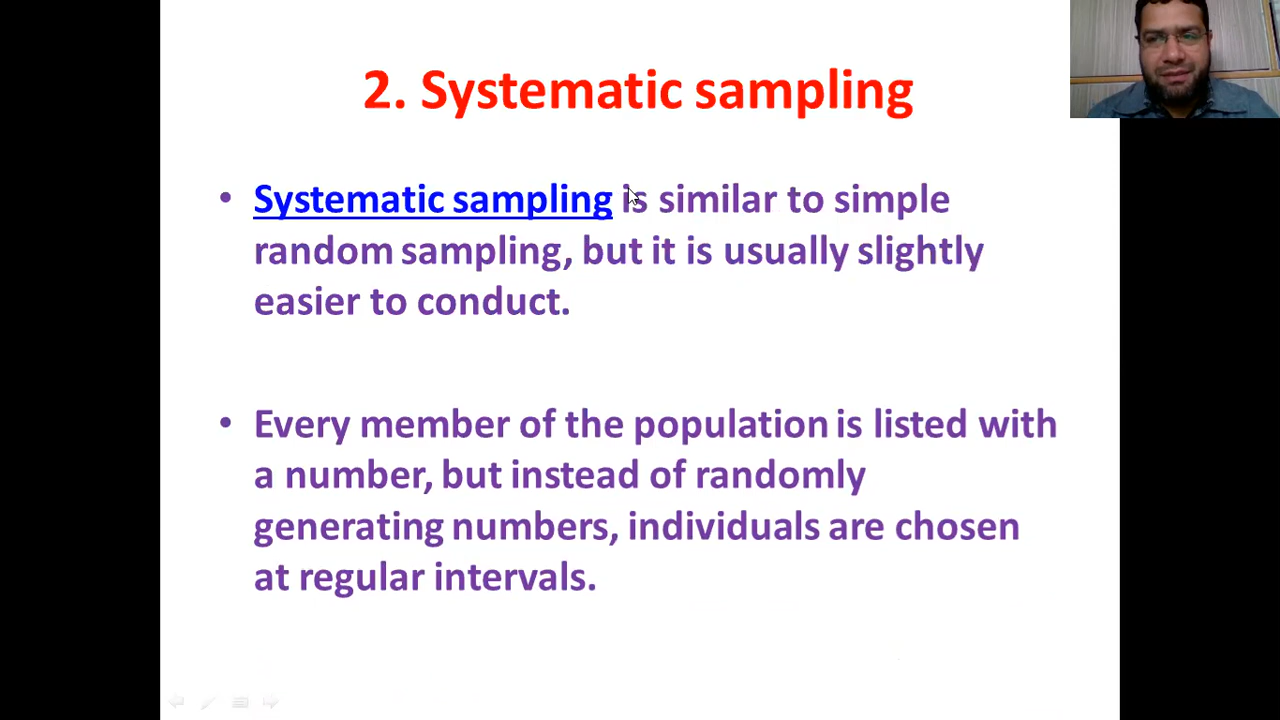 2. Systematic sampling
• Systematic sampling is similar to simple
random sampling, but it is usually slightly
easier to conduct.
• Every member of the population is listed with
a number, but instead of randomly
generating numbers, individuals are chosen
at regular intervals.